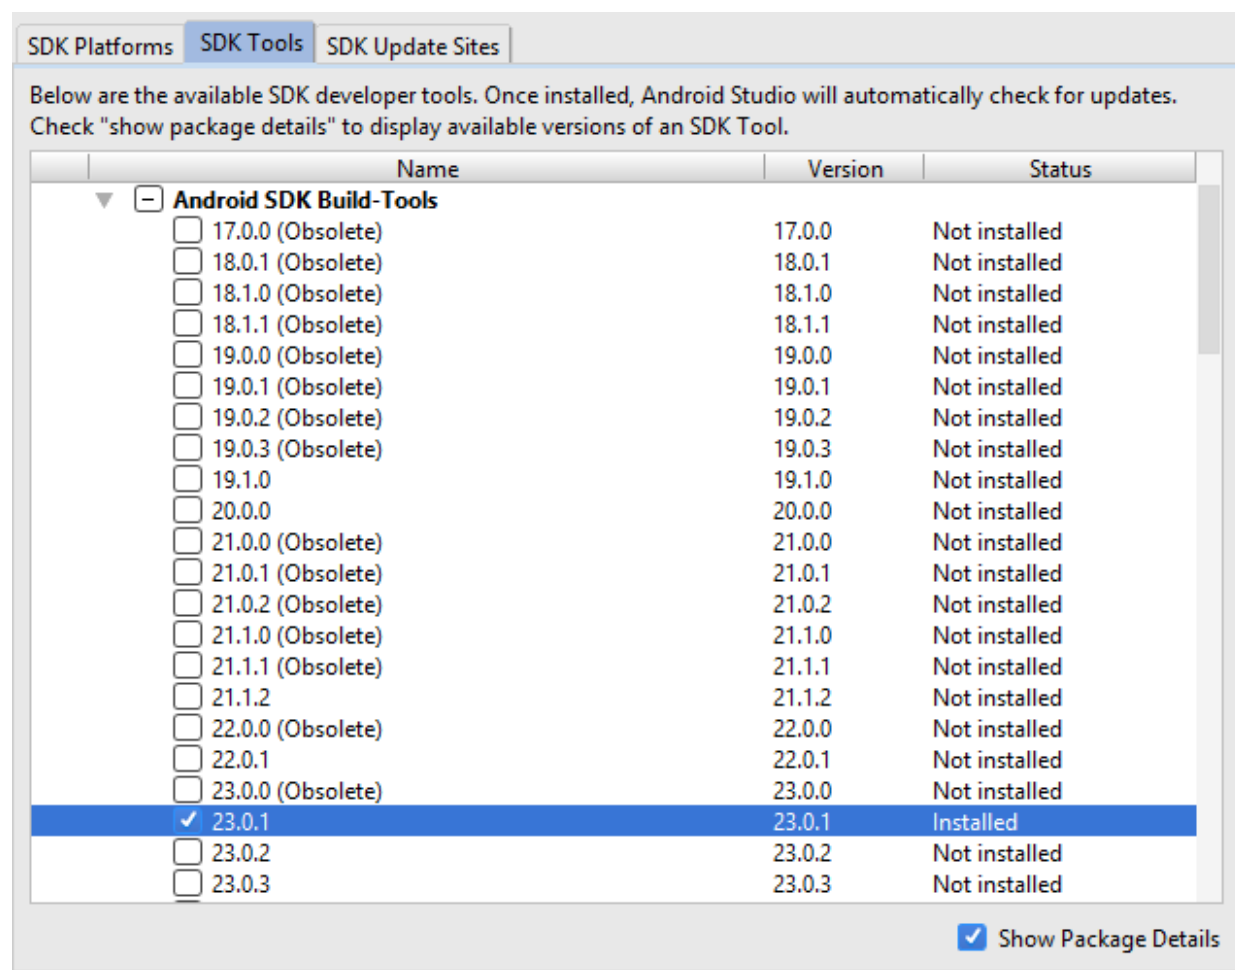 SDK Platforms SDK Tools SDK Update Sites
Below are the available SDK developer tools. Once installed, Android Studio will automatically check for updates.
Check "show package details" to display available versions of an SDK Tool.
Name Version Status
Android SDK Build-Tools
17.0.0 (Obsolete) 17.0.0 Not installed
18.0.1 (Obsolete) 18.0.1 Not installed
18.1.0 (Obsolete) 18.1.0 Not installed
18.1.1 (Obsolete) 18.1.1 Not installed
19.0.0 (Obsolete) 19.0.0 Not installed
19.0.1 (Obsolete) 19.0.1 Not installed
19.0.2 (Obsolete) 19.0.2 Not installed
19.0.3 (Obsolete) 19.0.3 Not installed
19.1.0 19.1.0 Not installed
20.0.0 20.0.0 Not installed
21.0.0 (Obsolete) 21.0.0 Not installed
21.0.1 (Obsolete) 21.0.1 Not installed
21.0.2 (Obsolete) 21.0.2 Not installed
21.1.0 (Obsolete) 21.1.0 Not installed
21.1.1 (Obsolete) 21.1.1 Not installed
21.1.2 21.1.2 Not installed
22.0.0 (Obsolete) 22.0.0 Not installed
22.0.1 22.0.1 Not installed
23.0.0 (Obsolete) 23.0.0 Not installed
23.0.1 23.0.1 Installed
23.0.2 23.0.2 Not installed
23.0.3 23.0.3 Not installed
Show Package Details